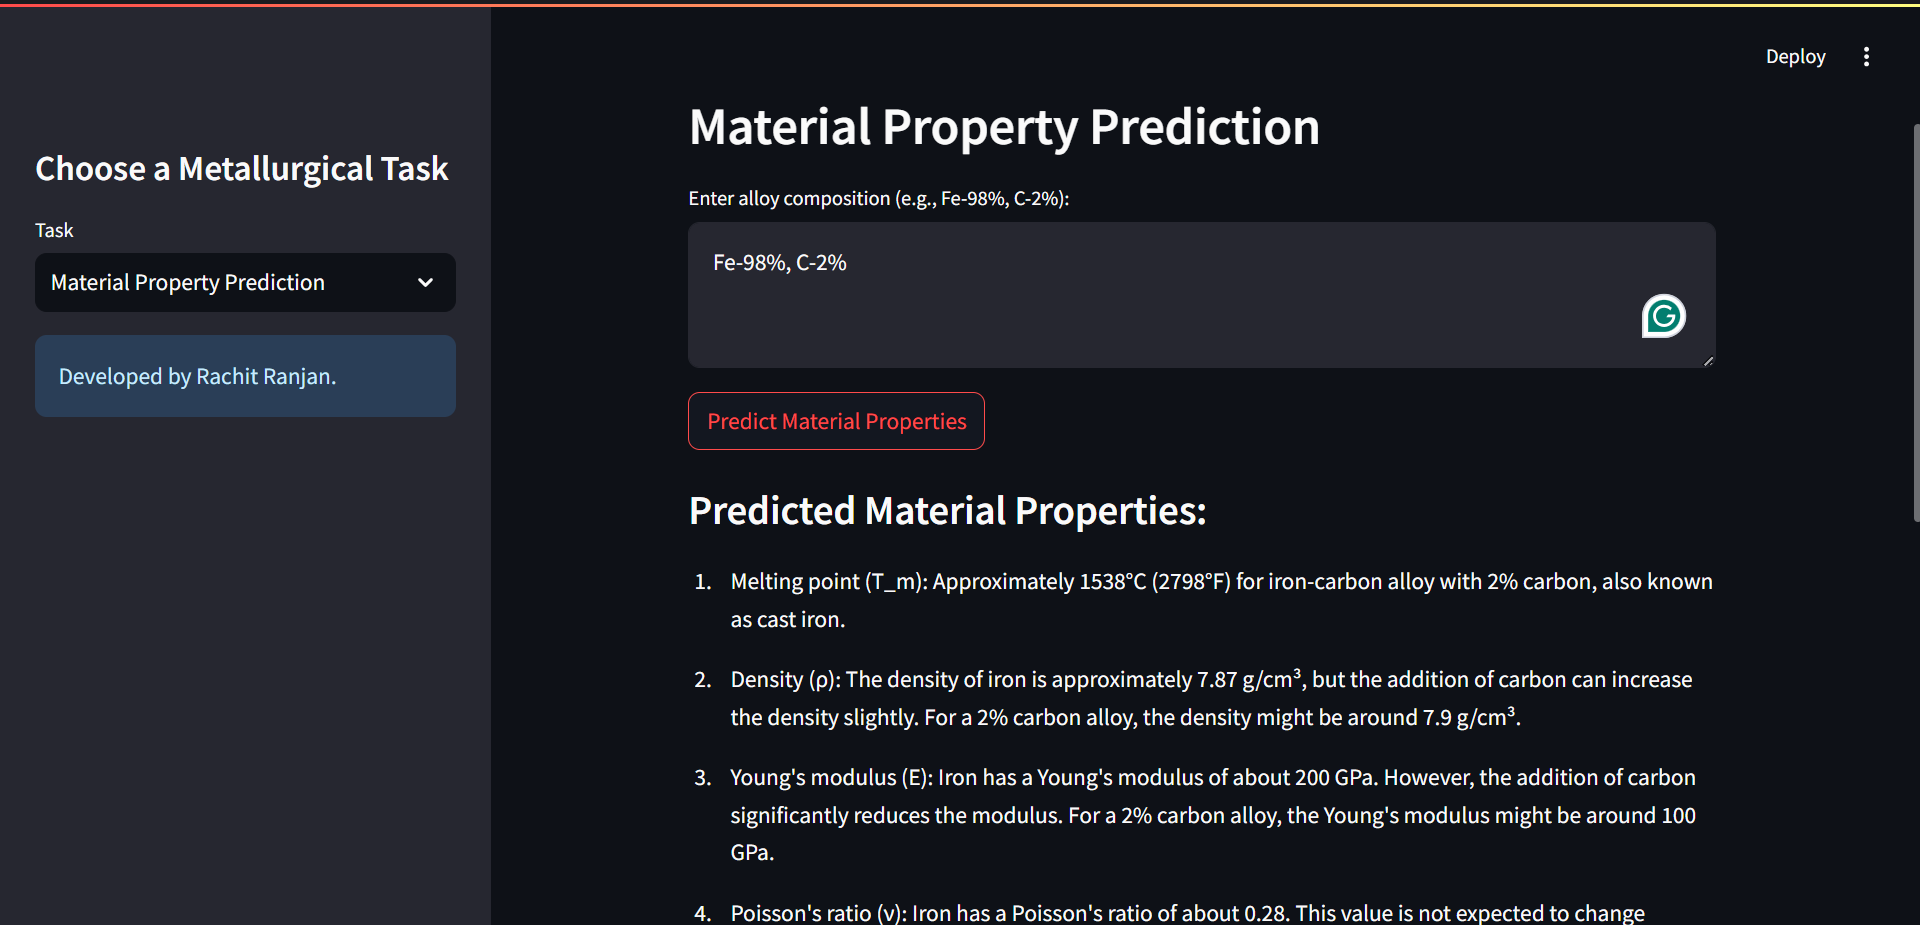 Deploy
Choose a Metallurgical Task
Task
Material Property Prediction
Developed by Rachit Ranjan.
Material Property Prediction
Enter alloy composition (e.g., Fe-98%, C-2%):
Fe-98%, C-2%
Predict Material Properties
Predicted Material Properties:
1. Melting point (T_m): Approximately 1538°C (2798°F) for iron-carbon alloy with 2% carbon, also known
as cast iron.
2. Density (ρ): The density of iron is approximately 7.87 g/cm³, but the addition of carbon can increase
the density slightly. For a 2% carbon alloy, the density might be around 7.9 g/cm³.
3. Young's modulus (E): Iron has a Young's modulus of about 200 GPa. However, the addition of carbon
significantly reduces the modulus. For a 2% carbon alloy, the Young's modulus might be around 100
GPa.
4. Poisson's ratio (ν): Iron has a Poisson's ratio of about 0.28. This value is not expected to change